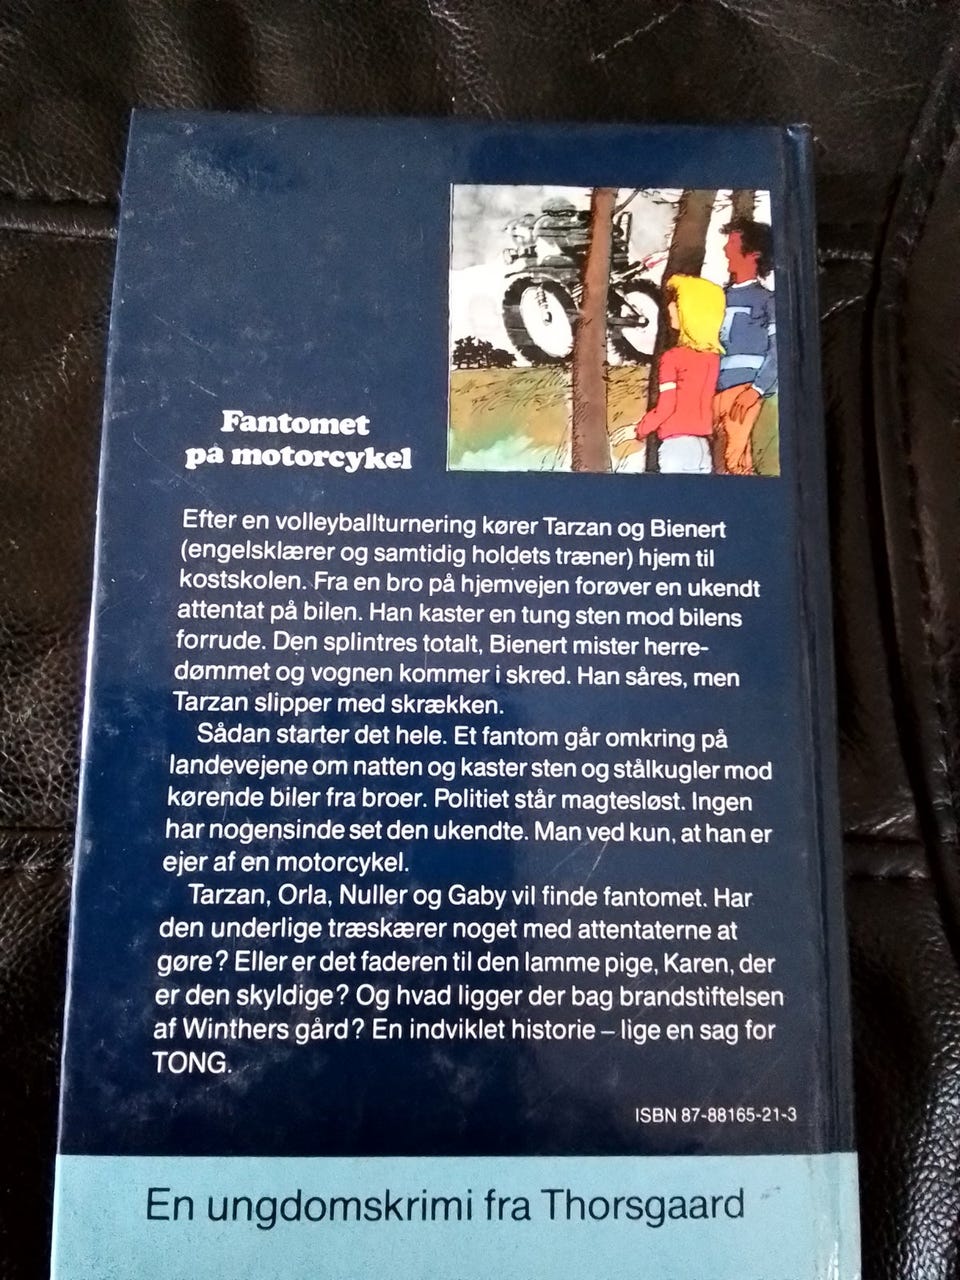 Fantomet
på motorcykel
Efter en volleyballturnering kører Tarzan og Bienert
(engelsklærer og samtidig holdets træner) hjem til
kostskolen. Fra en bro på hjemvejen forøver en ukendt
attentat på bilen. Han kaster en tung sten mod bilens
forrude. Den splintres totalt, Bienert mister herre-
dømmet og vognen kommer i skred. Han såres, men
Tarzan slipper med skrækken.
Sådan starter det hele. Et fantom går omkring på
landevejene om natten og kaster sten og stålkugler mod
kørende biler fra broer. Politiet står magtesløst. Ingen
har nogensinde set den ukendte. Man ved kun, at han er
ejer af en motorcykel.
Tarzan, Orla, Nuller og Gaby vil finde fantomet. Har
den underlige træskærer noget med attentaterne at
gøre? Eller er det faderen til den lamme pige, Karen, der
er den skyldige? Og hvad ligger der bag brandstiftelsen
af Winthers gård? En indviklet historie – lige en sag for
TONG.
ISBN 87-88165-21-3
En ungdomskrimi fra Thorsgaard